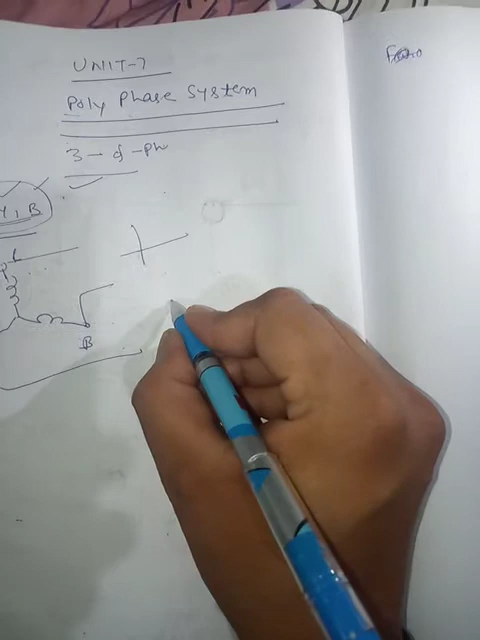 UNIT-7
Poly Phase System
3-ϕ-Ph
Y, B
B